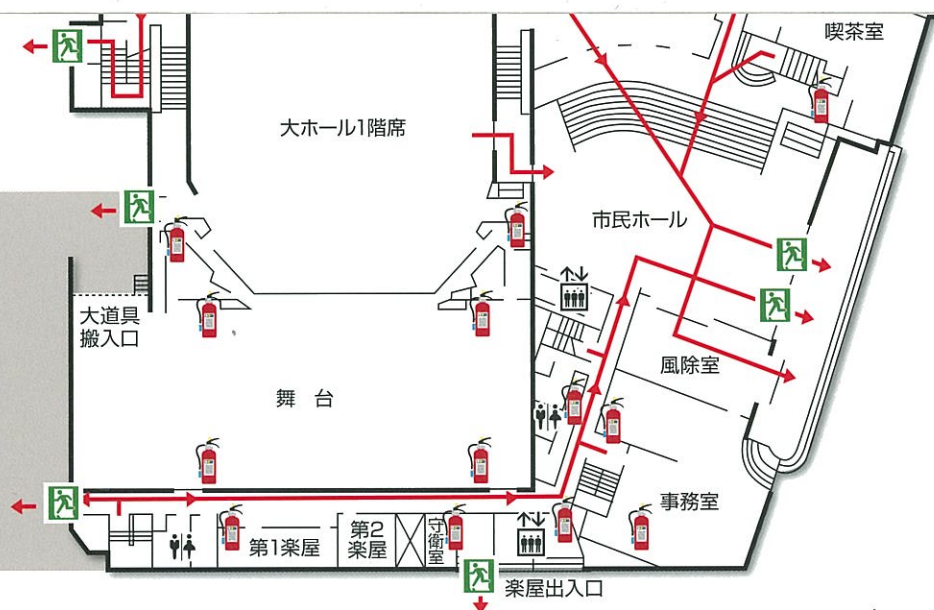 喫茶室
大ホール1階席
市民ホール
大道具
搬入口
風除室
舞 台
事務室
第1楽屋
第2
楽屋
守衛室
楽屋出入口